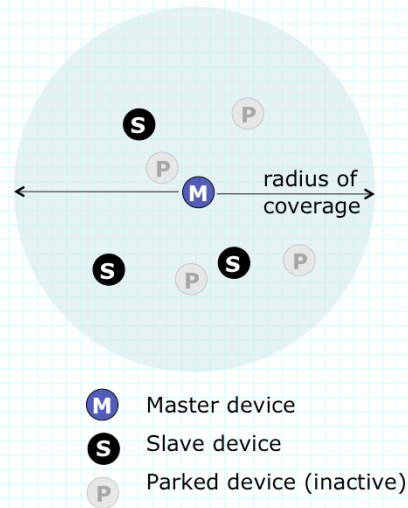 S
P
P
M
radius of
coverage
S
P
S
P
M Master device
S Slave device
P Parked device (inactive)